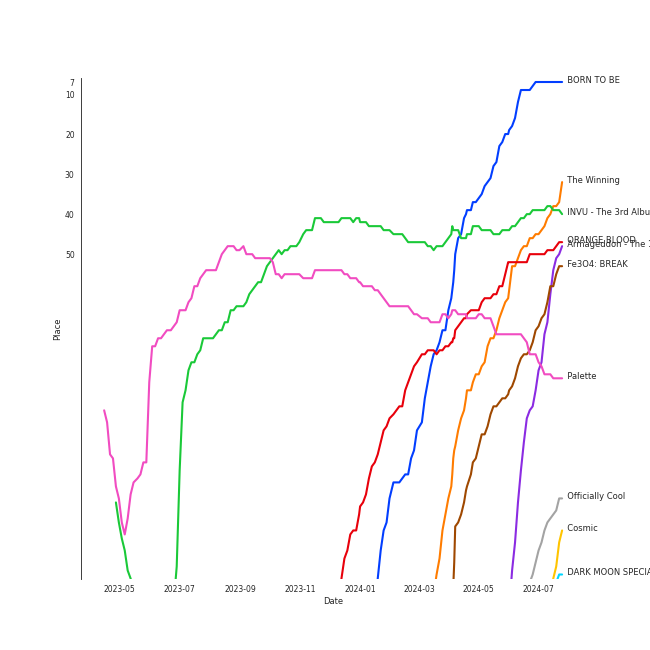 7
10
20
30
40
50
Place
BORN TO BE
The Winning
INVU - The 3rd Albu
ORANGE BLOOD
Armageddon - The
Fe3O4: BREAK
Palette
Officially Cool
Cosmic
DARK MOON SPECIA
2023-05 2023-07 2023-09 2023-11 2024-01 2024-03 2024-05 2024-07
Date